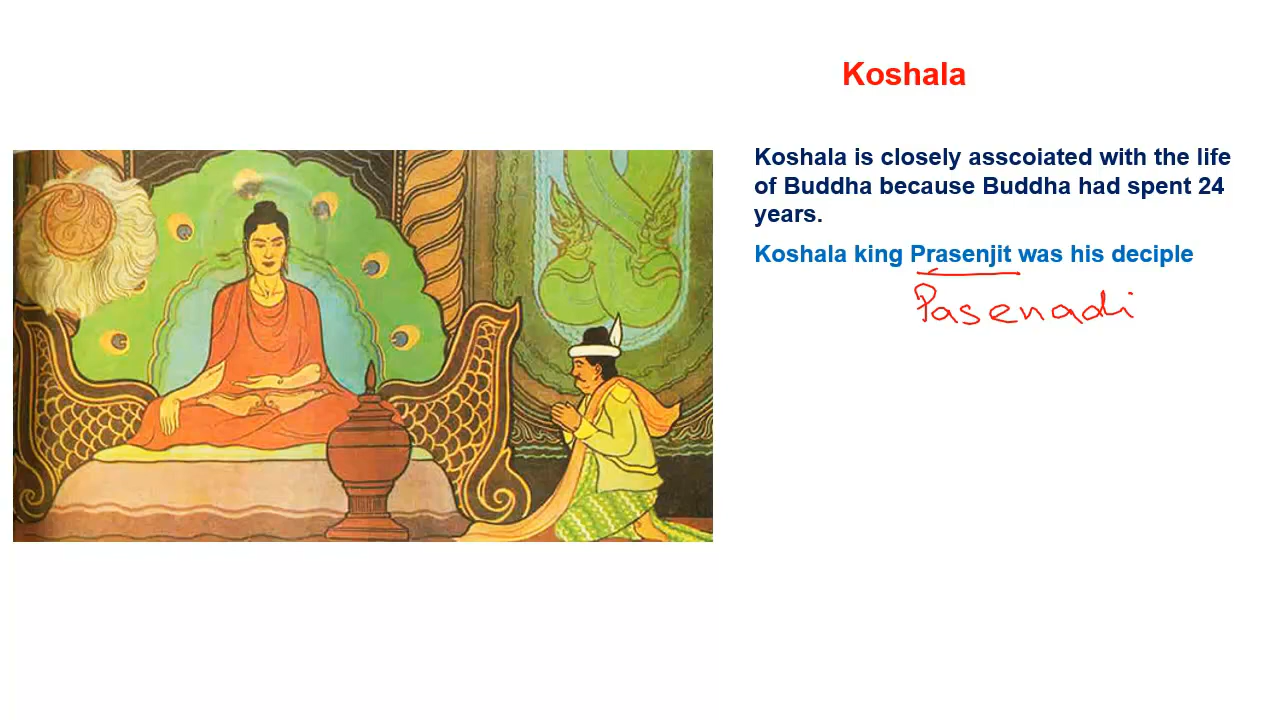 Koshala
Koshala is closely asscoiated with the life
of Buddha because Buddha had spent 24
years.
Koshala king Prasenjit was his deciple
Pasenadi